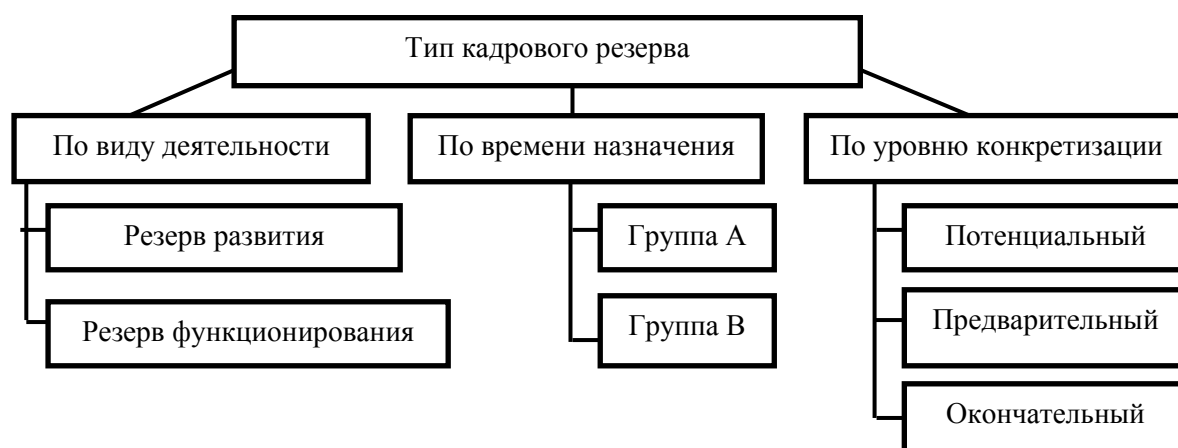 Тип кадрового резерва
По виду деятельности
Резерв развития
Резерв функционирования
По времени назначения
Группа А
Группа В
По уровню конкретизации
Потенциальный
Предварительный
Окончательный